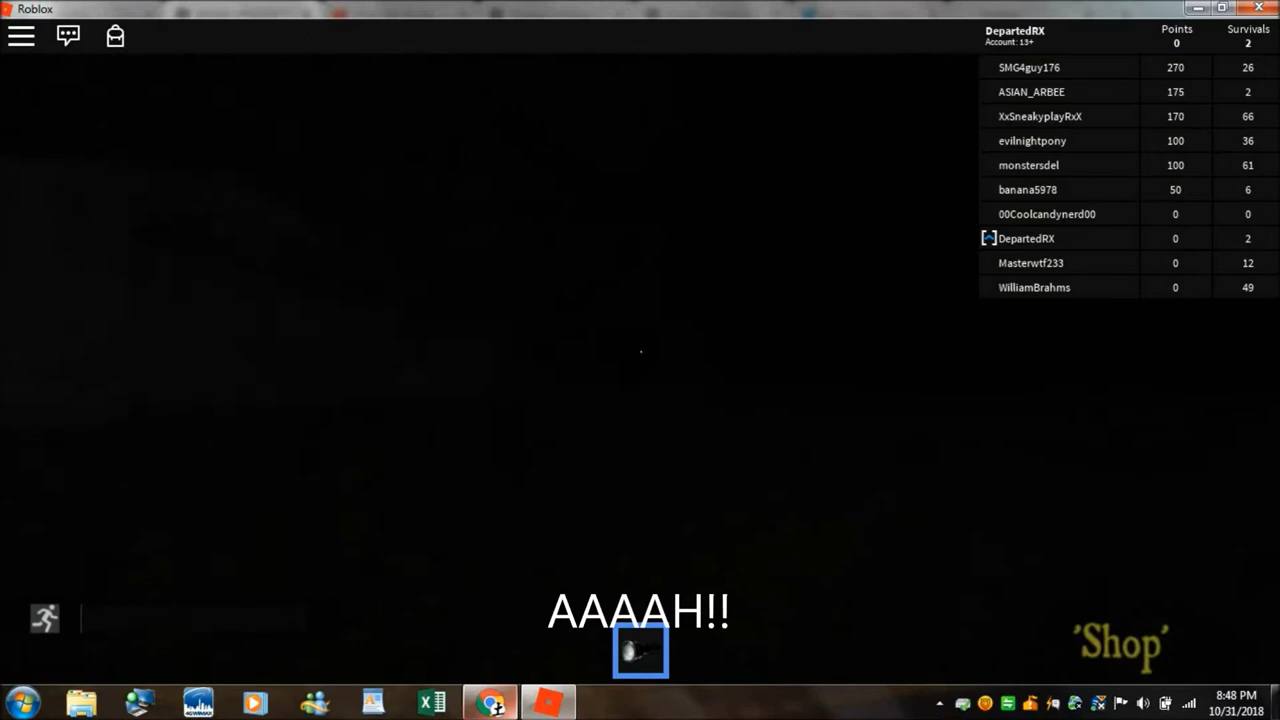 Roblox
DepartedRX Points Survivals
Account: 13+ 0 2
SMG4guy176 270 26
ASIAN_ARBEE 175 2
XxSneakyplayRxX 170 66
evilnightpony 100 36
monstersdel 100 61
banana5978 50 6
00Coolcandynerd00 0 0
DepartedRX 0 2
Masterwtf233 0 12
WilliamBrahms 0 49
AAAAH!!
'Shop'
4GWIMAX
8:48 PM
10/31/2018